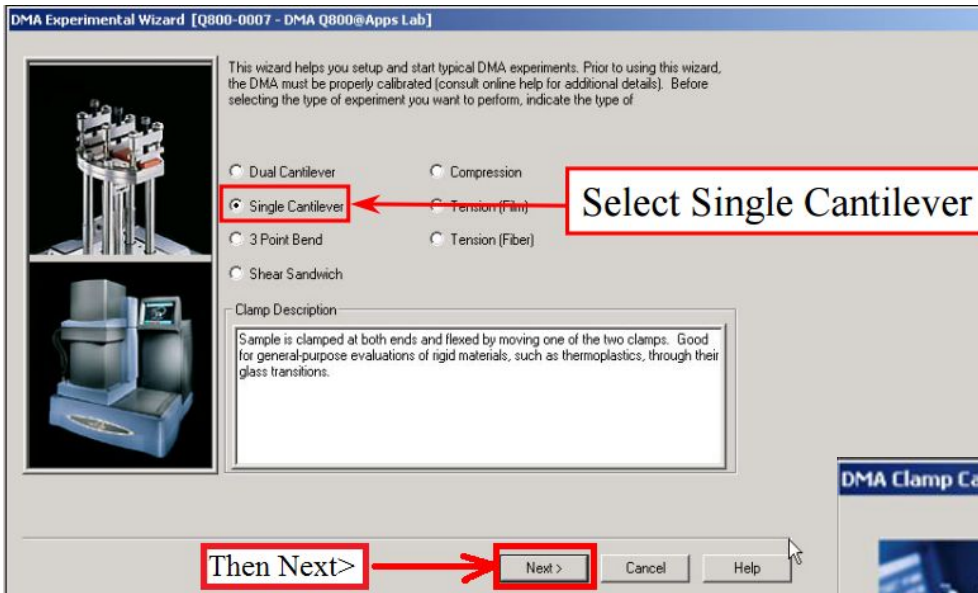 DMA Experimental Wizard [Q800-0007 - DMA Q800@Apps Lab]
This wizard helps you setup and start typical DMA experiments. Prior to using this wizard,
the DMA must be properly calibrated (consult online help for additional details). Before
selecting the type of experiment you want to perform, indicate the type of
Dual Cantilever
Compression
Single Cantilever
Tension (Film)
Select Single Cantilever
3 Point Bend
Tension (Fiber)
Shear Sandwich
Clamp Description
Sample is clamped at both ends and flexed by moving one of the two clamps. Good
for general-purpose evaluations of rigid materials, such as thermoplastics, through their
glass transitions.
DMA Clamp Ca
Then Next>
Next >
Cancel
Help